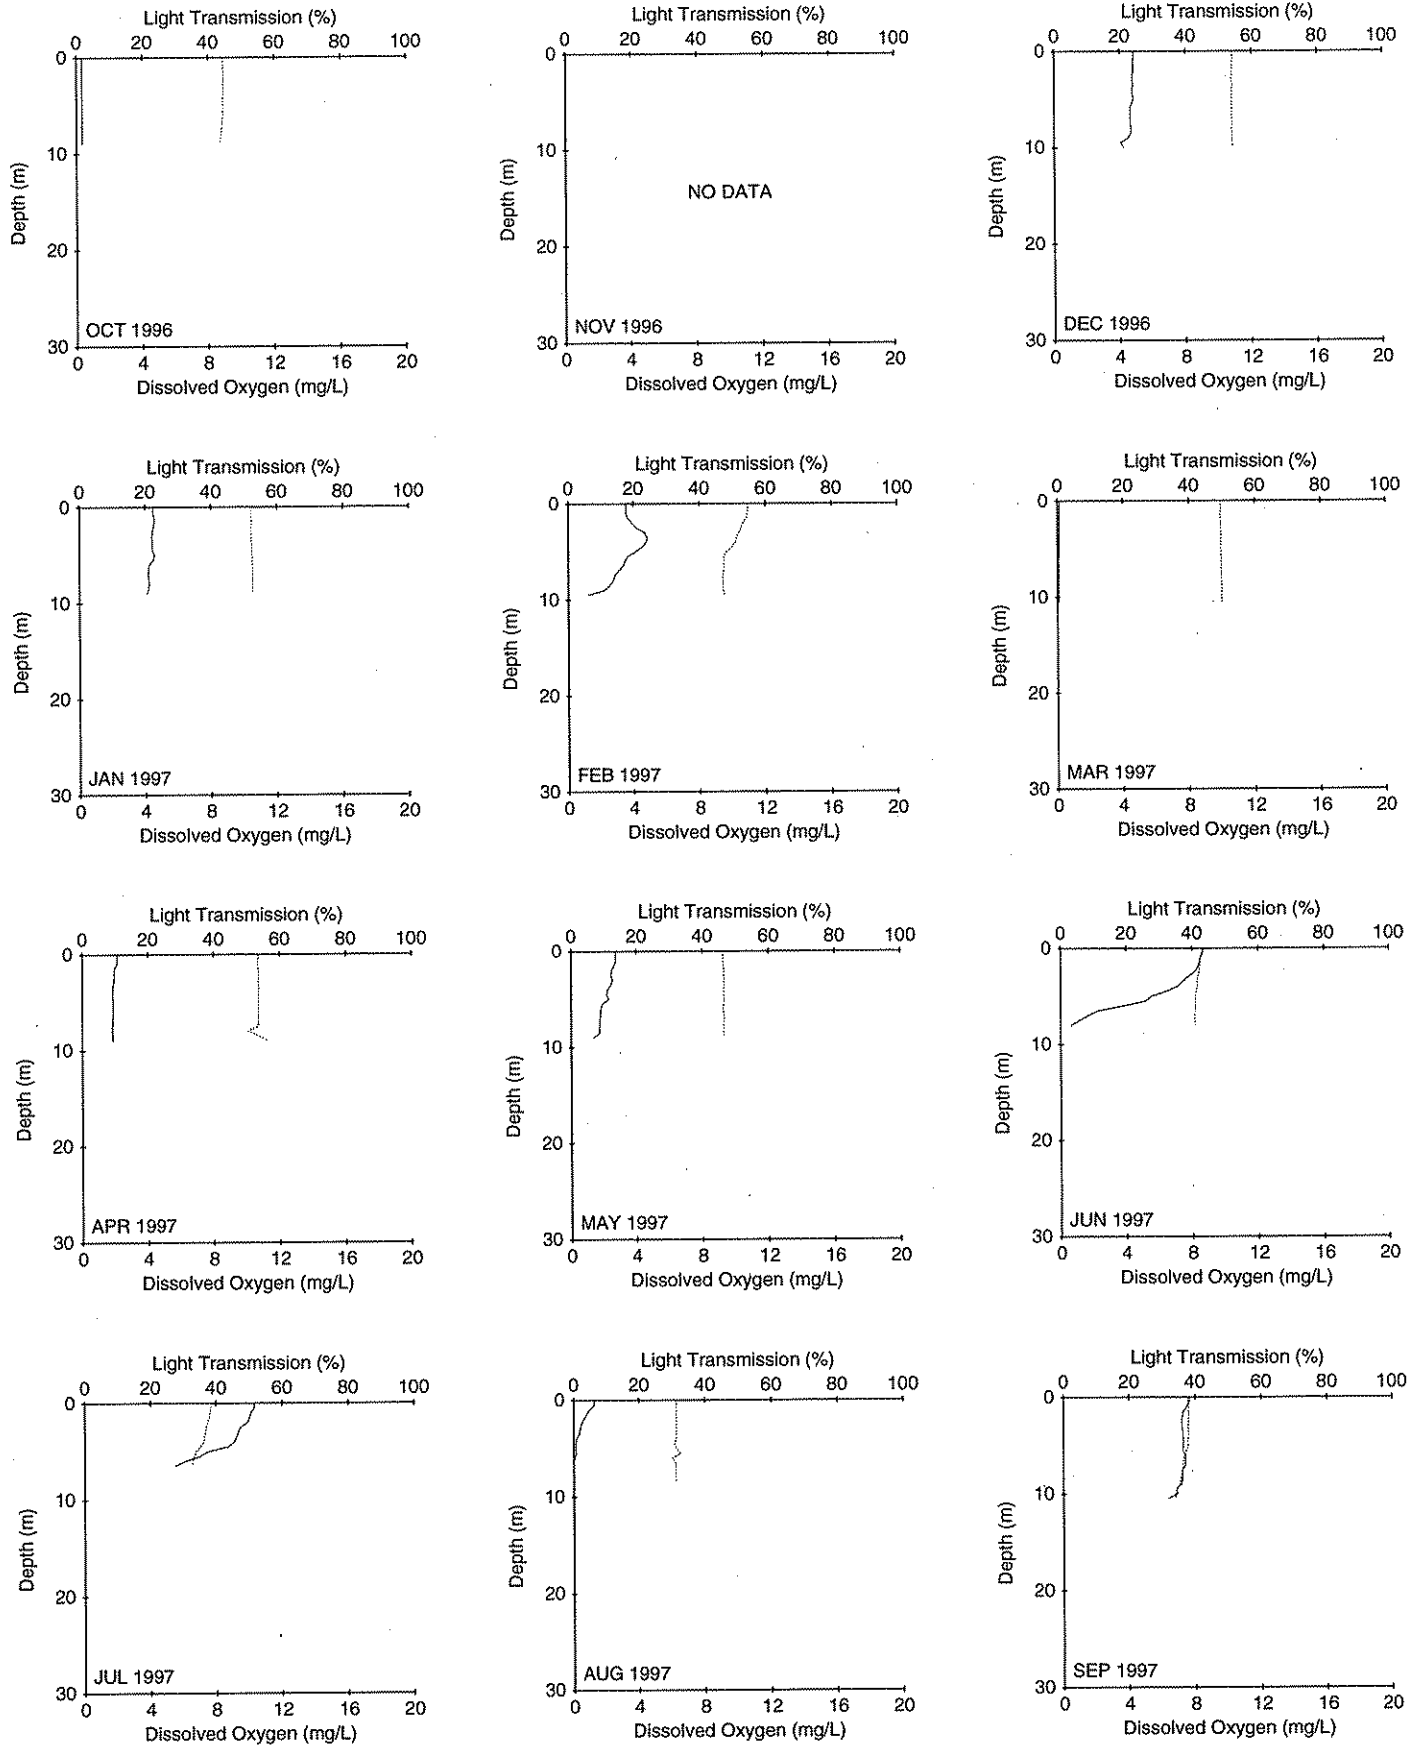 Light Transmission (%)
0 20 40 60 80 100
0
10
20
30
Depth (m)
OCT 1996
0 4 8 12 16 20
Dissolved Oxygen (mg/L)
Light Transmission (%)
0 20 40 60 80 100
0
10
20
30
Depth (m)
NO DATA
NOV 1996
0 4 8 12 16 20
Dissolved Oxygen (mg/L)
Light Transmission (%)
0 20 40 60 80 100
0
10
20
30
Depth (m)
DEC 1996
0 4 8 12 16 20
Dissolved Oxygen (mg/L)
Light Transmission (%)
0 20 40 60 80 100
0
10
20
30
Depth (m)
JAN 1997
0 4 8 12 16 20
Dissolved Oxygen (mg/L)
Light Transmission (%)
0 20 40 60 80 100
0
10
20
30
Depth (m)
FEB 1997
0 4 8 12 16 20
Dissolved Oxygen (mg/L)
Light Transmission (%)
0 20 40 60 80 100
0
10
20
30
Depth (m)
MAR 1997
0 4 8 12 16 20
Dissolved Oxygen (mg/L)
Light Transmission (%)
0 20 40 60 80 100
0
10
20
30
Depth (m)
APR 1997
0 4 8 12 16 20
Dissolved Oxygen (mg/L)
Light Transmission (%)
0 20 40 60 80 100
0
10
20
30
Depth (m)
MAY 1997
0 4 8 12 16 20
Dissolved Oxygen (mg/L)
Light Transmission (%)
0 20 40 60 80 100
0
10
20
30
Depth (m)
JUN 1997
0 4 8 12 16 20
Dissolved Oxygen (mg/L)
Light Transmission (%)
0 20 40 60 80 100
0
10
20
30
Depth (m)
JUL 1997
0 4 8 12 16 20
Dissolved Oxygen (mg/L)
Light Transmission (%)
0 20 40 60 80 100
0
10
20
30
Depth (m)
AUG 1997
0 4 8 12 16 20
Dissolved Oxygen (mg/L)
Light Transmission (%)
0 20 40 60 80 100
0
10
20
30
Depth (m)
SEP 1997
0 4 8 12 16 20
Dissolved Oxygen (mg/L)